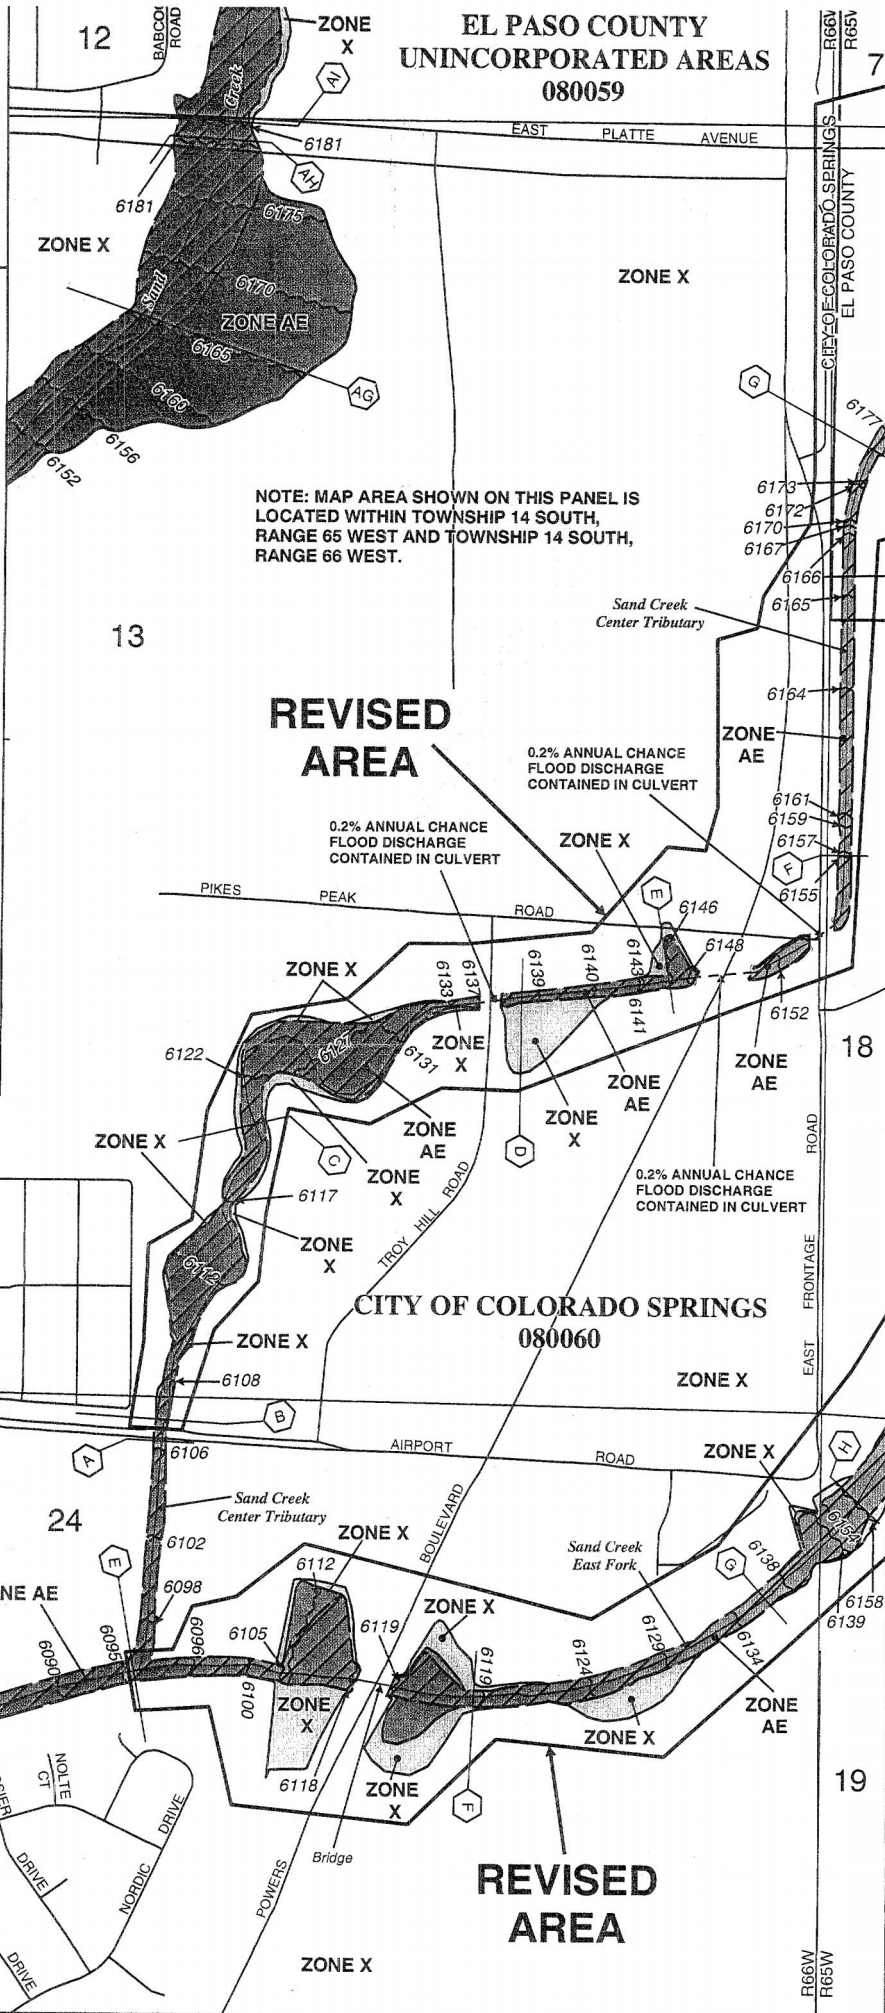 12
BABCO
ROAD
ZONE
X
EL PASO COUNTY
UNINCORPORATED AREAS
080059
R66W
R65W
7
Creek
AI
6181
EAST PLATTE AVENUE
AH
6181
6175
ZONE X
CITY OF COLORADO SPRINGS
EL PASO COUNTY
Sand
6170
ZONE X
ZONE AE
6165
6160
AG
G
6177
6156
6152
NOTE: MAP AREA SHOWN ON THIS PANEL IS
LOCATED WITHIN TOWNSHIP 14 SOUTH,
RANGE 65 WEST AND TOWNSHIP 14 SOUTH,
RANGE 66 WEST.
6173
6172
6170
6167
6166
6165
Sand Creek
Center Tributary
13
6164
REVISED
AREA
ZONE
AE
0.2% ANNUAL CHANCE
FLOOD DISCHARGE
CONTAINED IN CULVERT
6161
6159
6157
F
6155
0.2% ANNUAL CHANCE
FLOOD DISCHARGE
CONTAINED IN CULVERT
ZONE X
PIKES PEAK ROAD
E
6146
6148
ZONE X
6133
6137
6139
6140
6143
6141
6152
18
6127
6122
6131
ZONE
X
ZONE
AE
ZONE
AE
ZONE X
C
ZONE
AE
ZONE
X
D
ZONE
X
0.2% ANNUAL CHANCE
FLOOD DISCHARGE
CONTAINED IN CULVERT
6117
TROY HILL ROAD
ZONE
X
6112
EAST FRONTAGE ROAD
CITY OF COLORADO SPRINGS
080060
ZONE X
6108
ZONE X
B
A
6106
AIRPORT ROAD
ZONE X
H
24
Sand Creek
Center Tributary
6102
ZONE X
BOULEVARD
Sand Creek
East Fork
6154
6138
G
E
6112
6158
6139
NE AE
6098
ZONE X
6090
6095
6096
6105
6119
6119
6124
6129
6134
6100
ZONE
X
ZONE
AE
ZONE X
6118
ZONE
X
F
19
NOLTE
CT
SIER
DRIVE
NORDIC
DRIVE
DRIVE
POWERS
Bridge
REVISED
AREA
ZONE X
R66W
R65W